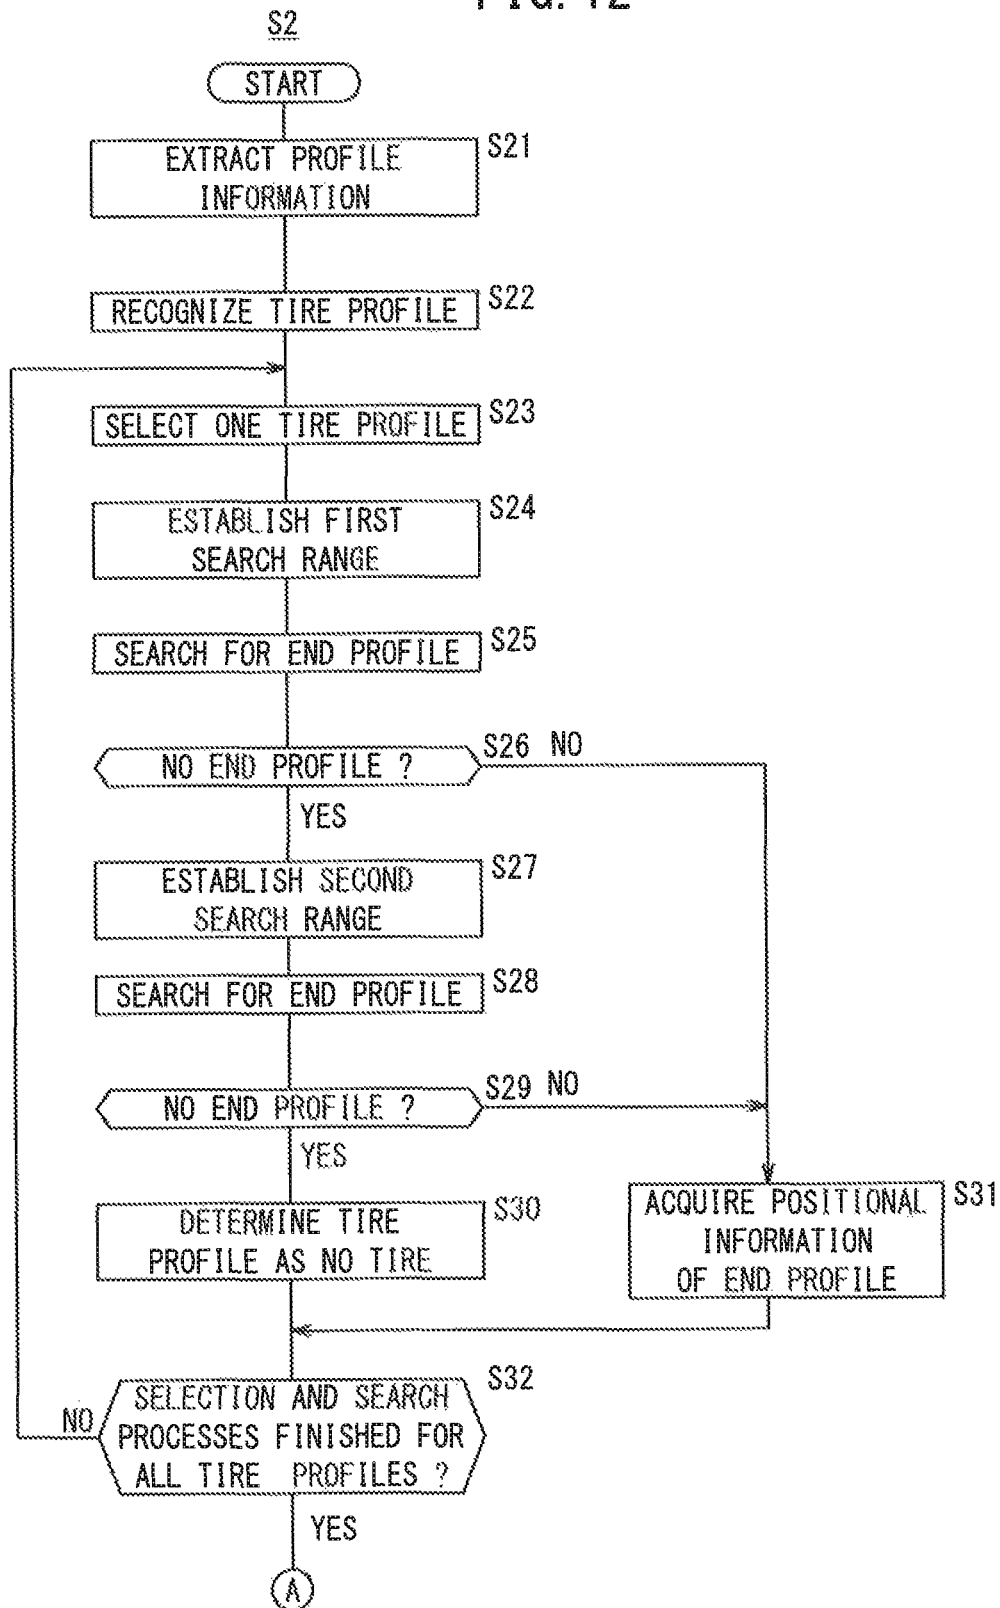 FIG. 12
S2
START
S21
EXTRACT PROFILE
INFORMATION
S22
RECOGNIZE TIRE PROFILE
S23
SELECT ONE TIRE PROFILE
S24
ESTABLISH FIRST
SEARCH RANGE
S25
SEARCH FOR END PROFILE
S26 NO
NO END PROFILE ?
YES
S27
ESTABLISH SECOND
SEARCH RANGE
S28
SEARCH FOR END PROFILE
S29 NO
NO END PROFILE ?
YES
S30
DETERMINE TIRE
PROFILE AS NO TIRE
S31
ACQUIRE POSITIONAL
INFORMATION
OF END PROFILE
S32
SELECTION AND SEARCH
PROCESSES FINISHED FOR
ALL TIRE PROFILES ?
NO
YES
A